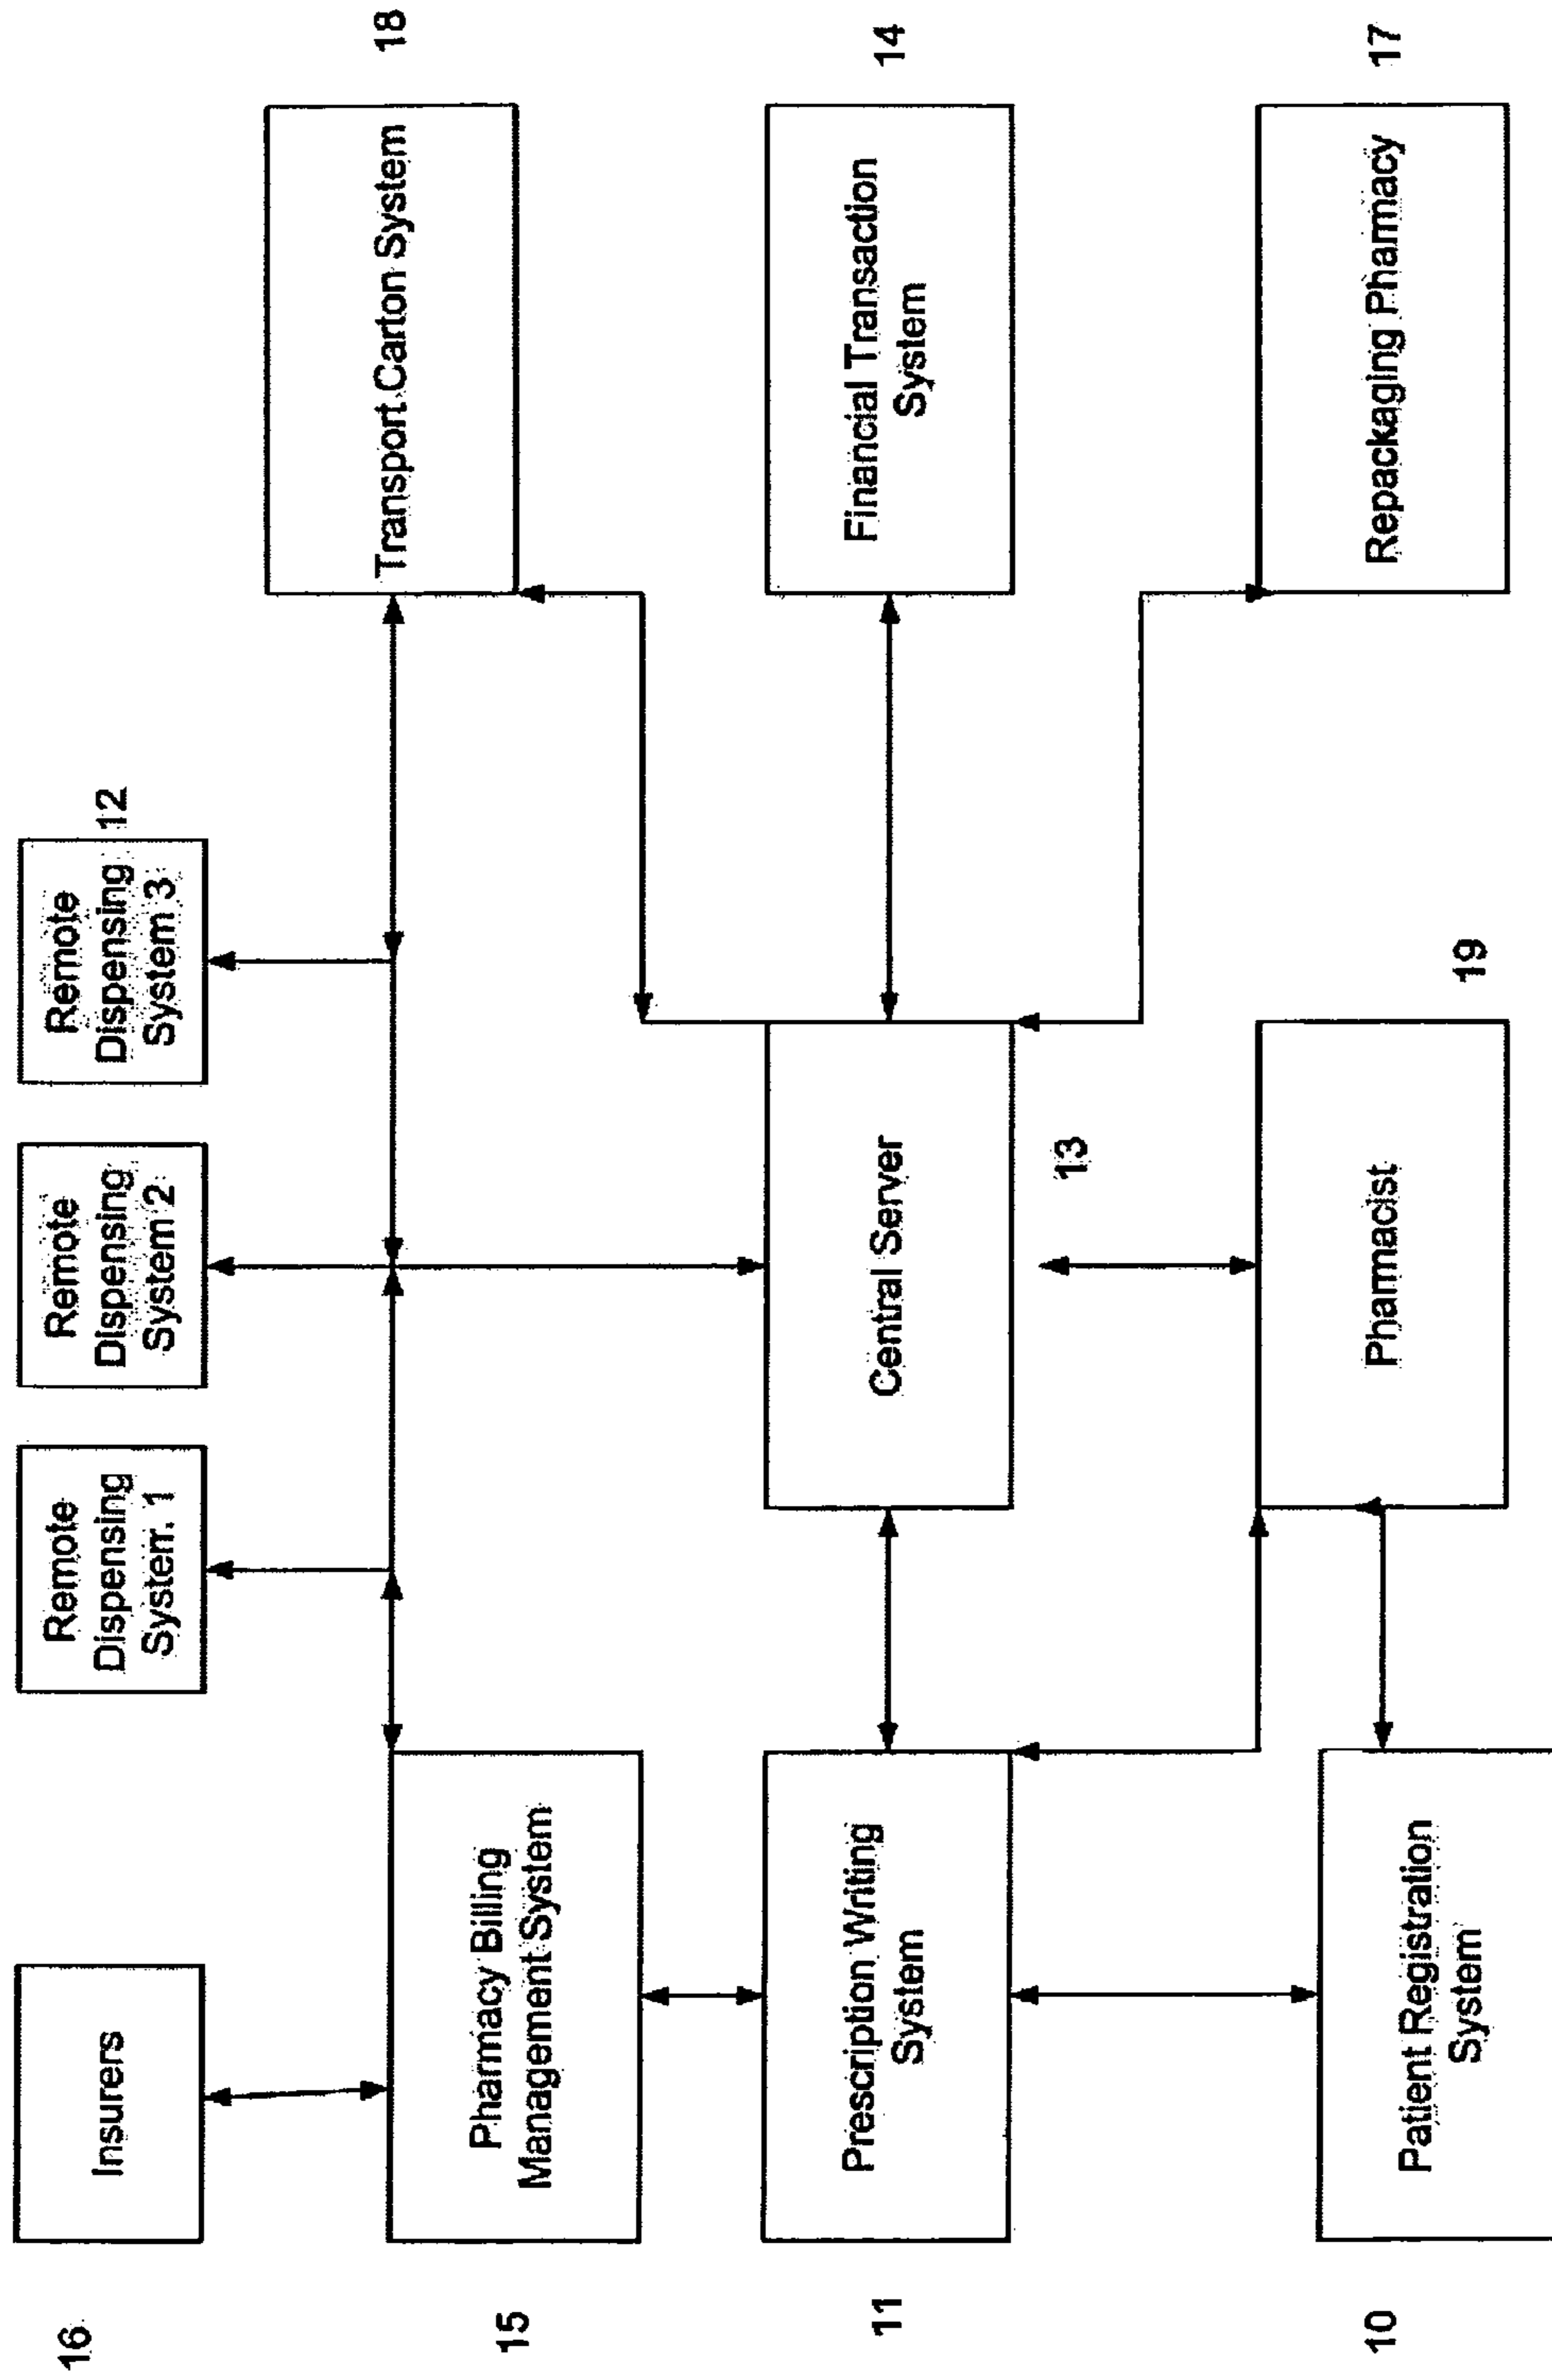 16
Insurers
Remote
Dispensing
System 1
Remote
Dispensing
System 2
Remote
Dispensing
System 3
12
15
Pharmacy Billing
Management System
Transport Carton System
18
11
Prescription Writing
System
Central Server
13
Financial Transaction
System
14
10
Patient Registration
System
Pharmacist
19
Repackaging Pharmacy
17